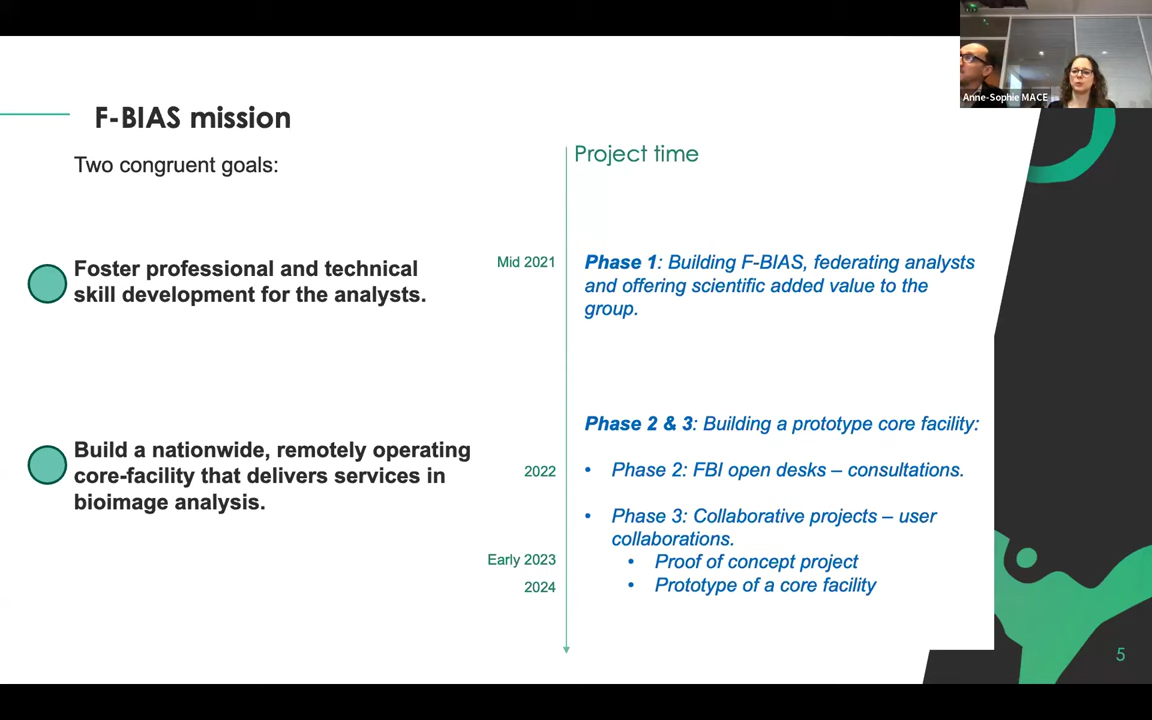 Anne-Sophie MACE
F-BIAS mission
Two congruent goals:
Foster professional and technical
skill development for the analysts.
Build a nationwide, remotely operating
core-facility that delivers services in
bioimage analysis.
Project time
Mid 2021
Phase 1: Building F-BIAS, federating analysts
and offering scientific added value to the
group.
Phase 2 & 3: Building a prototype core facility:
2022
• Phase 2: FBI open desks – consultations.
• Phase 3: Collaborative projects – user
collaborations.
Early 2023
• Proof of concept project
2024
• Prototype of a core facility
5